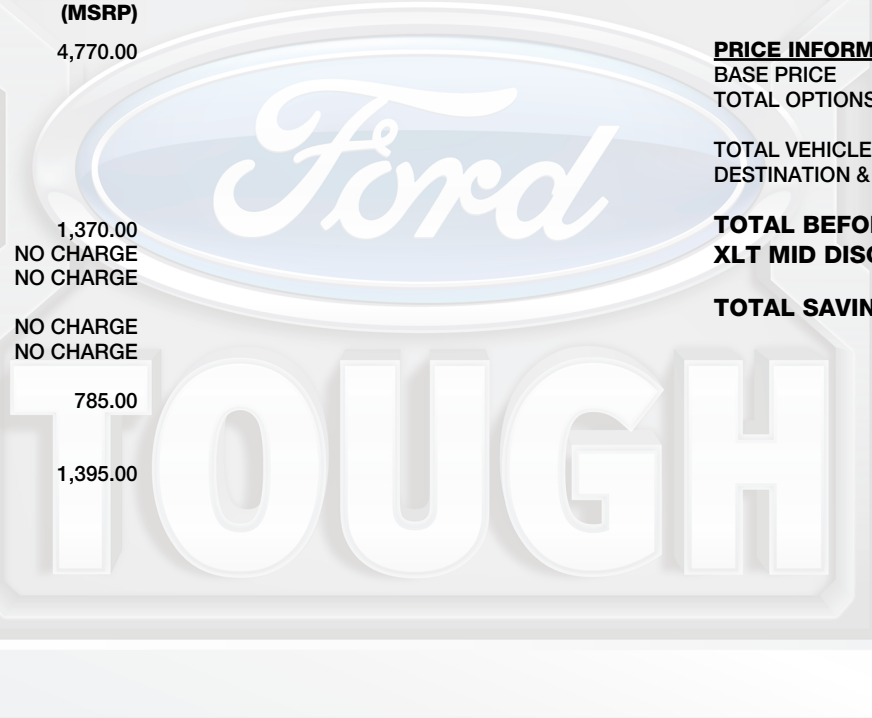 (MSRP)
4,770.00
1,370.00
NO CHARGE
NO CHARGE
NO CHARGE
NO CHARGE
785.00
1,395.00
PRICE INFORM
BASE PRICE
TOTAL OPTIONS
TOTAL VEHICLE
DESTINATION &
TOTAL BEFO
XLT MID DISC
TOTAL SAVIN
Ford
TOUGH